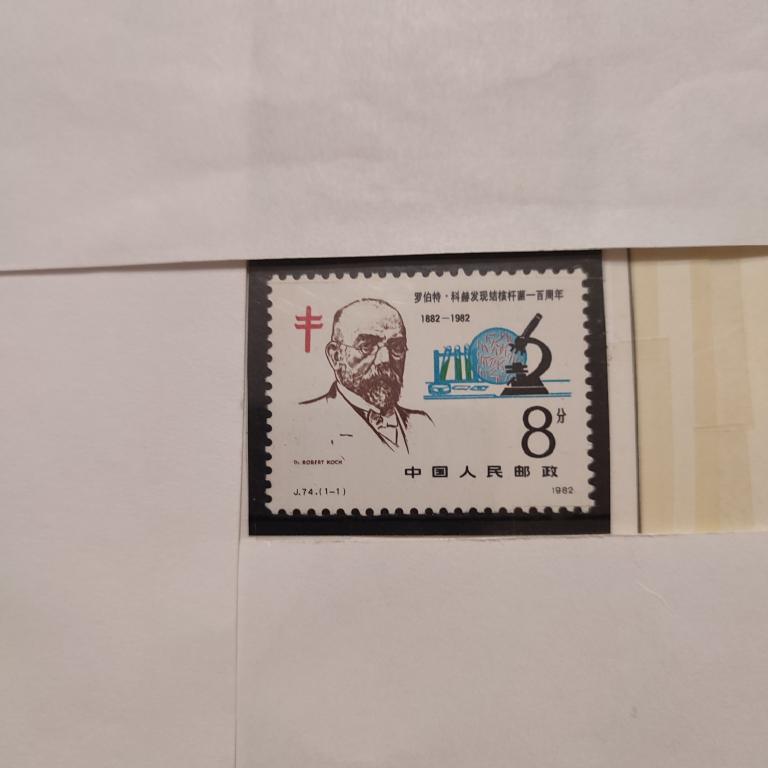 罗伯特·科赫发现结核杆菌一百周年
1882－1982
8分
Dr. ROBERT KOCH
中国人民邮政
J.74.(1-1)
1982